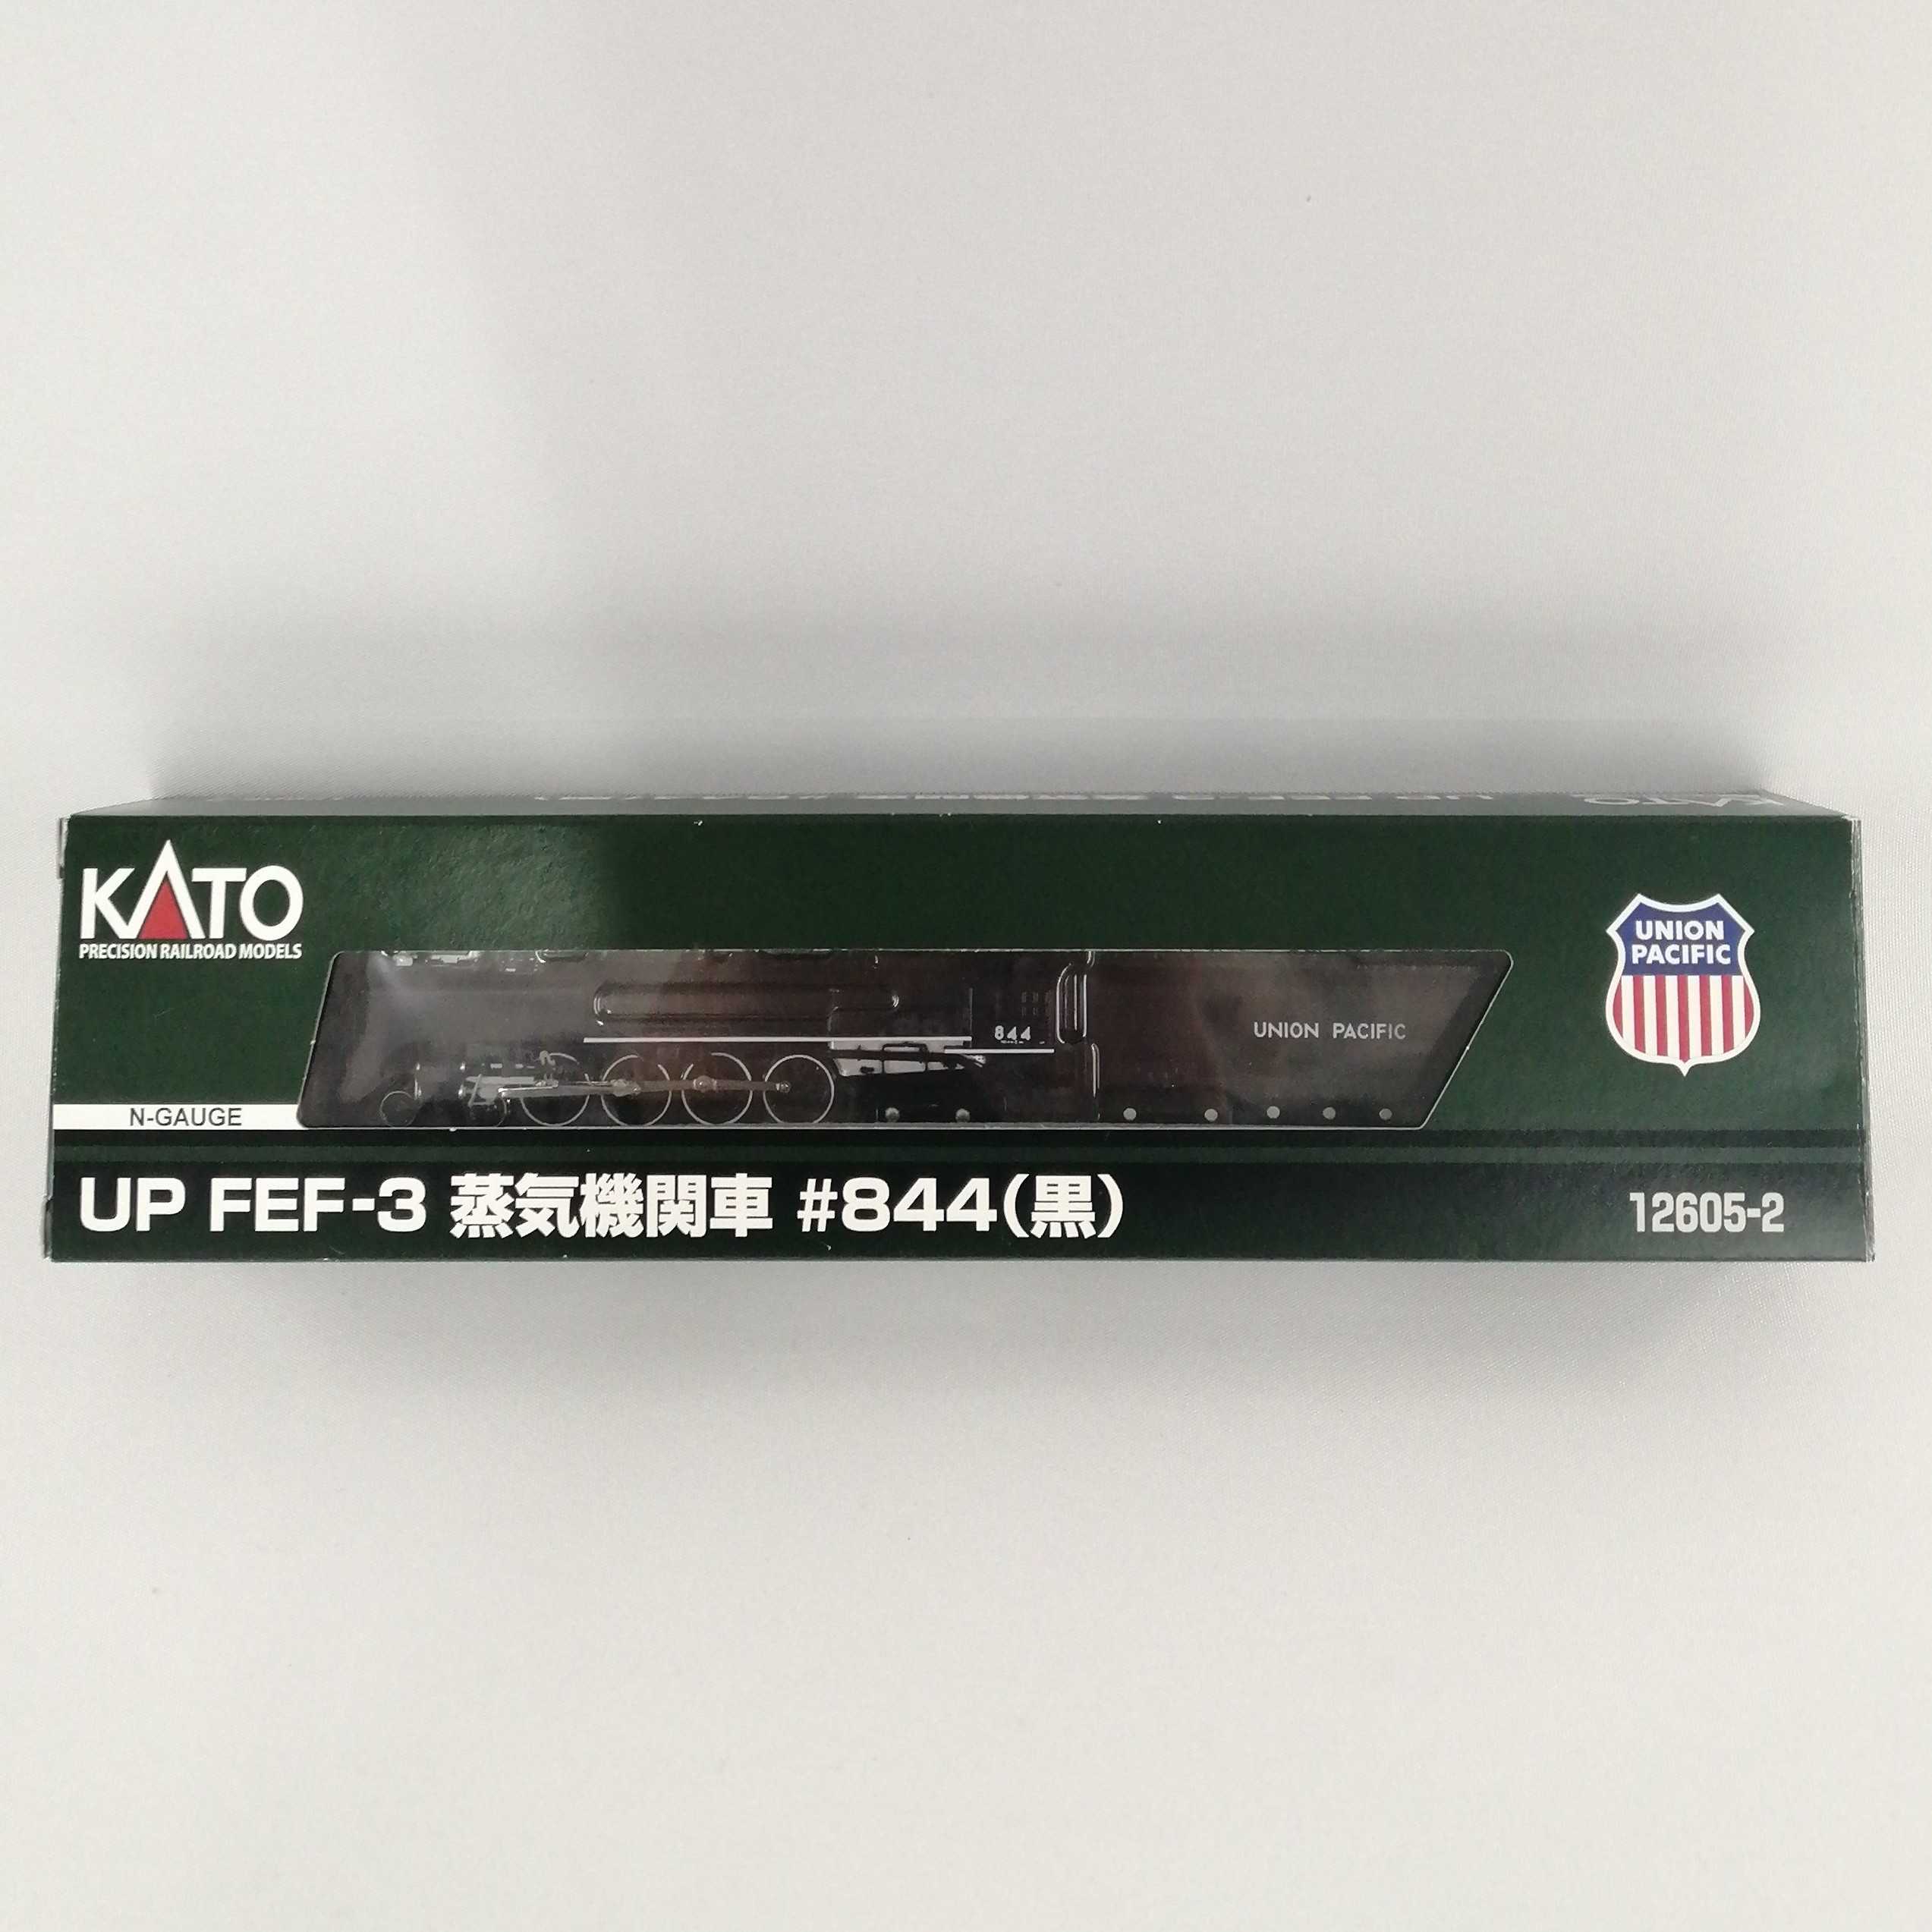 KATO
PRECISION RAILROAD MODELS
UNION
PACIFIC
844
UNION PACIFIC
N-GAUGE
UP FEF-3 蒸気機関車 #844(黒)
12605-2